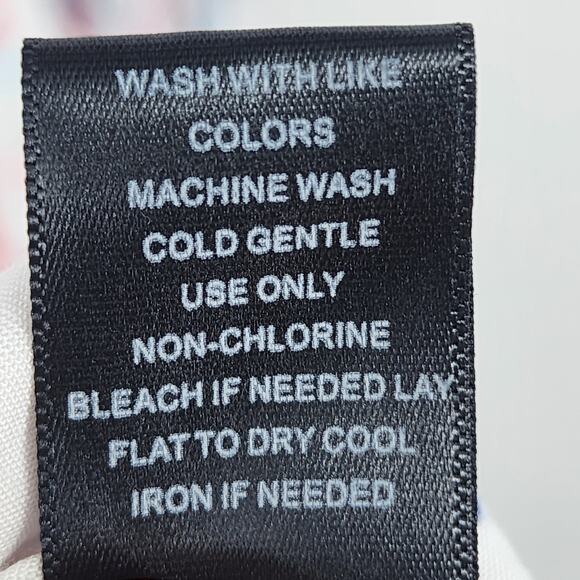 WASH WITH LIKE
COLORS
MACHINE WASH
COLD GENTLE
USE ONLY
NON-CHLORINE
BLEACH IF NEEDED LAY
FLAT TO DRY COOL
IRON IF NEEDED